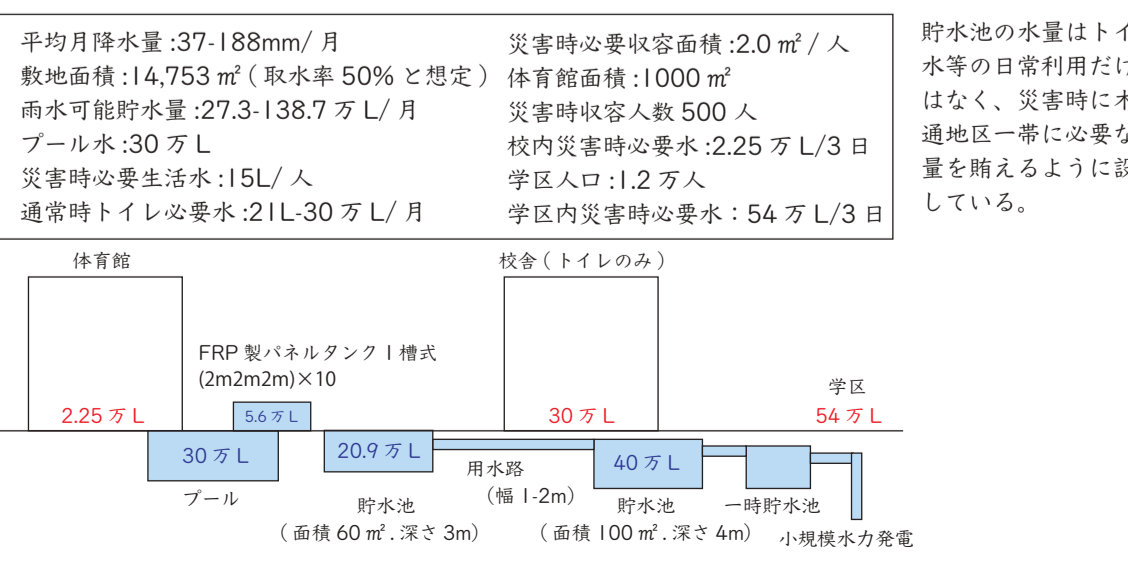 平均月降水量:37-188mm/月
敷地面積:14,753㎡(取水率50%と想定)
雨水可能貯水量:27.3-138.7万L/月
プール水:30万L
災害時必要生活水:15L/人
通常時トイレ必要水:21L-30万L/月
災害時必要収容面積:2.0㎡/人
体育館面積:1000㎡
災害時収容人数500人
校内災害時必要水:2.25万L/3日
学区人口:1.2万人
学区内災害時必要水：54万L/3日
貯水池の水量はトイ
水等の日常利用だけ
はなく、災害時に
通地区一帯に必要な
量を賄えるように設
している。
体育館
校舎(トイレのみ)
FRP製パネルタンク1槽式
(2m2m2m)×10
学区
2.25万L
5.6万L
30万L
54万L
30万L
20.9万L
40万L
用水路
(幅1-2m)
プール
貯水池
(面積60㎡.深さ3m)
貯水池
(面積100㎡.深さ4m)
一時貯水池
小規模水力発電